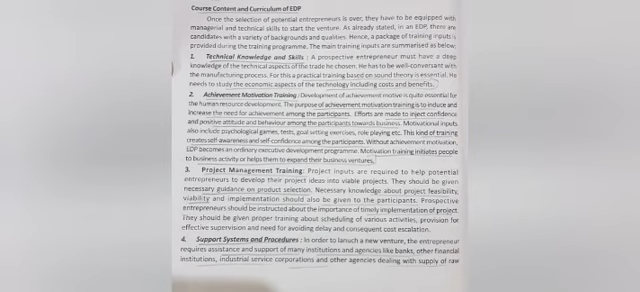 Course Content and Curriculum of EDP
Once the selection of potential entrepreneurs is over, they have to be equipped with
managerial and technical skills to start the venture. As already stated, in an EDP, there are
candidates with a variety of backgrounds and qualities. Hence, a package of training inputs is
provided during the training programme. The main training inputs are summarised as below:
1. Technical Knowledge and Skills : A prospective entrepreneur must have a deep
knowledge of the technical aspects of the trade he chosen. He has to be well-conversant with
the manufacturing process. For this a practical training based on sound theory is essential. He
needs to study the economic aspects of the technology including costs and benefits.
2. Achievement Motivation Training : Development of achievement motive is quite essential for
the human resource development. The purpose of achievement motivation training is to induce and
increase the need for achievement among the participants. Efforts are made to inject confidence
and positive attitude and behaviour among the participants towards business. Motivational inputs
also include psychological games, tests, goal setting exercises, role playing etc. This kind of training
creates self-awareness and self-confidence among the participants. Without achievement motivation,
EDP becomes an ordinary executive development programme. Motivation training initiates people
to business activity or helps them to expand their business ventures.
3. Project Management Training: Project inputs are required to help potential
entrepreneurs to develop their project ideas into viable projects. They should be given
necessary guidance on product selection. Necessary knowledge about project feasibility,
viability and implementation should also be given to the participants. Prospective
entrepreneurs should be instructed about the importance of timely implementation of project.
They should be given proper training about scheduling of various activities, provision for
effective supervision and need for avoiding delay and consequent cost escalation.
4. Support Systems and Procedures : In order to lanuch a new venture, the entrepreneur
requires assistance and support of many institutions and agencies like banks, other financial
institutions, industrial service corporations and other agencies dealing with supply of raw